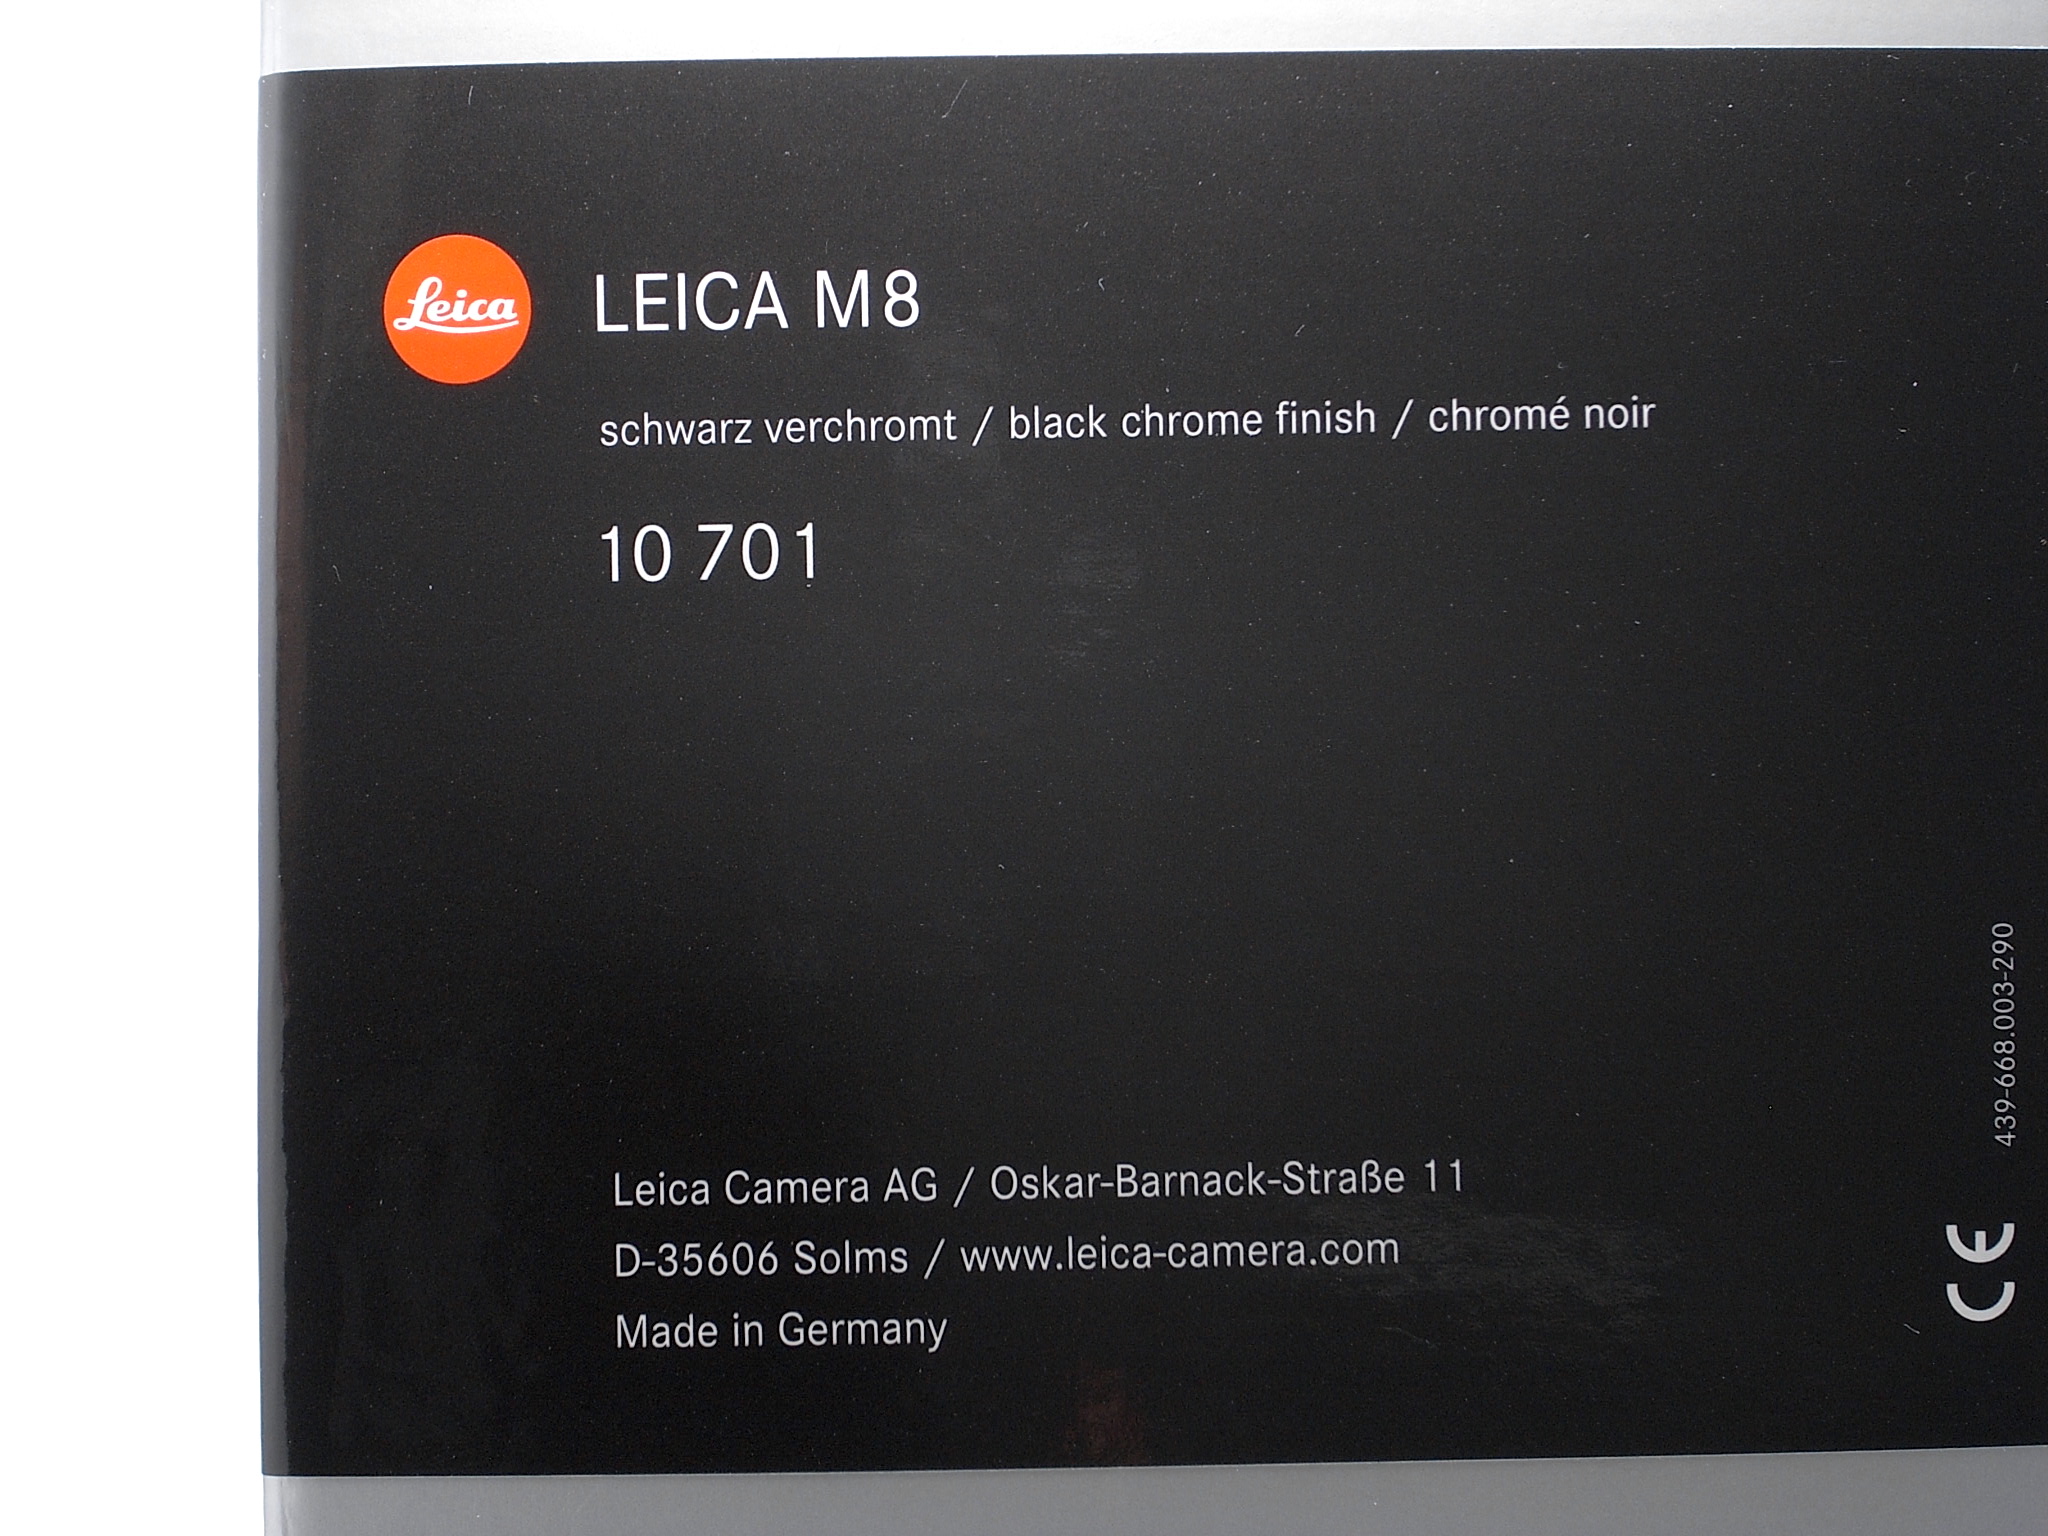 Leica
LEICA M8
schwarz verchromt / black chrome finish / chromé noir
10 701
Leica Camera AG / Oskar-Barnack-Straße 11
D-35606 Solms / www.leica-camera.com
Made in Germany
439-668.003-290
CE